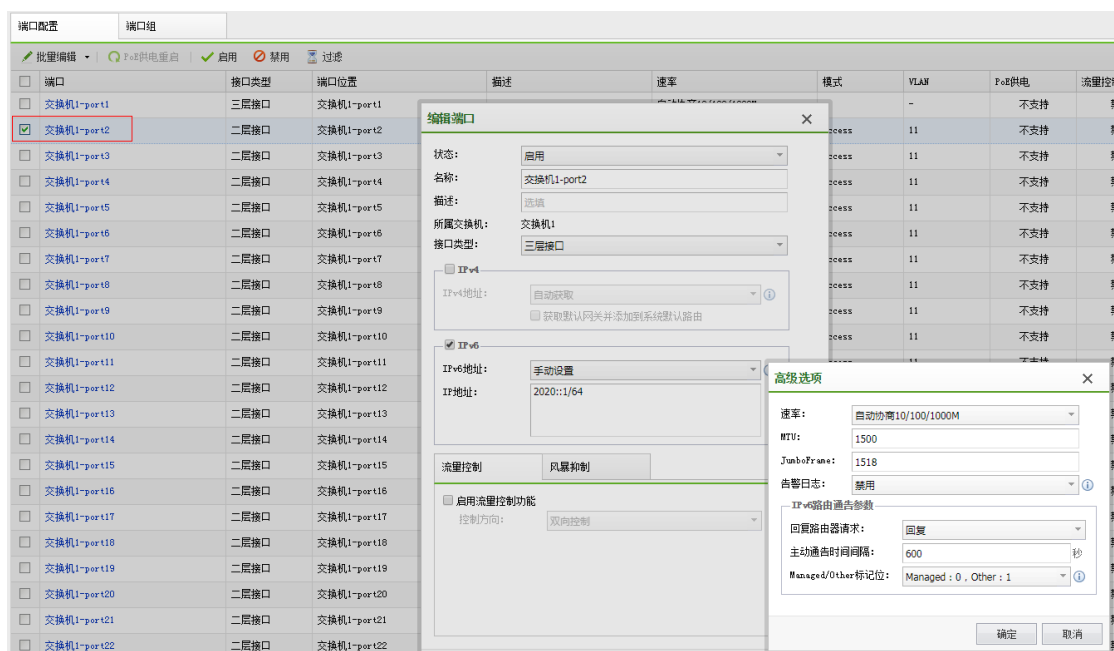 端口配置 端口组
批量编辑 PoE供电重启 启用 禁用 过滤
端口 接口类型 端口位置 描述 速率 模式 VLAN PoE供电 流量控
交换机1-port1 三层接口 交换机1-port1 自动协商10/100/1000M - 不支持
交换机1-port2 二层接口 交换机1-port2 ccess 11 不支持
交换机1-port3 二层接口 交换机1-port3 ccess 11 不支持
交换机1-port4 二层接口 交换机1-port4 ccess 11 不支持
交换机1-port5 二层接口 交换机1-port5 ccess 11 不支持
交换机1-port6 二层接口 交换机1-port6 ccess 11 不支持
交换机1-port7 二层接口 交换机1-port7 ccess 11 不支持
交换机1-port8 二层接口 交换机1-port8 ccess 11 不支持
交换机1-port9 二层接口 交换机1-port9 ccess 11 不支持
交换机1-port10 二层接口 交换机1-port10 ccess 11 不支持
交换机1-port11 二层接口 交换机1-port11 11 不支持
交换机1-port12 二层接口 交换机1-port12
交换机1-port13 二层接口 交换机1-port13
交换机1-port14 二层接口 交换机1-port14
交换机1-port15 二层接口 交换机1-port15
交换机1-port16 二层接口 交换机1-port16
交换机1-port17 二层接口 交换机1-port17
交换机1-port18 二层接口 交换机1-port18
交换机1-port19 二层接口 交换机1-port19
交换机1-port20 二层接口 交换机1-port20
交换机1-port21 二层接口 交换机1-port21
交换机1-port22 二层接口 交换机1-port22
编辑端口
状态: 启用
名称: 交换机1-port2
描述: 选填
所属交换机: 交换机1
接口类型: 三层接口
IPv4
IPv4地址: 自动获取
获取默认网关并添加到系统默认路由
IPv6
IPv6地址: 手动设置
IP地址: 2020::1/64
流量控制 风暴抑制
启用流量控制功能
控制方向: 双向控制
高级选项
速率: 自动协商10/100/1000M
MTU: 1500
JumboFrame: 1518
告警日志: 禁用
IPv6路由通告参数
回复路由器请求: 回复
主动通告时间间隔: 600 秒
Managed/Other标记位: Managed : 0 , Other : 1
确定 取消